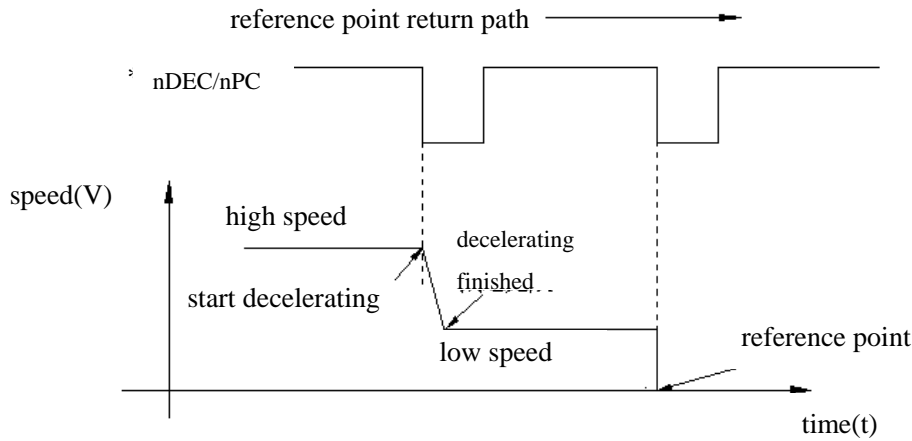 reference point return path
nDEC/nPC
speed(V)
high speed
decelerating
finished
start decelerating
low speed
reference point
time(t)